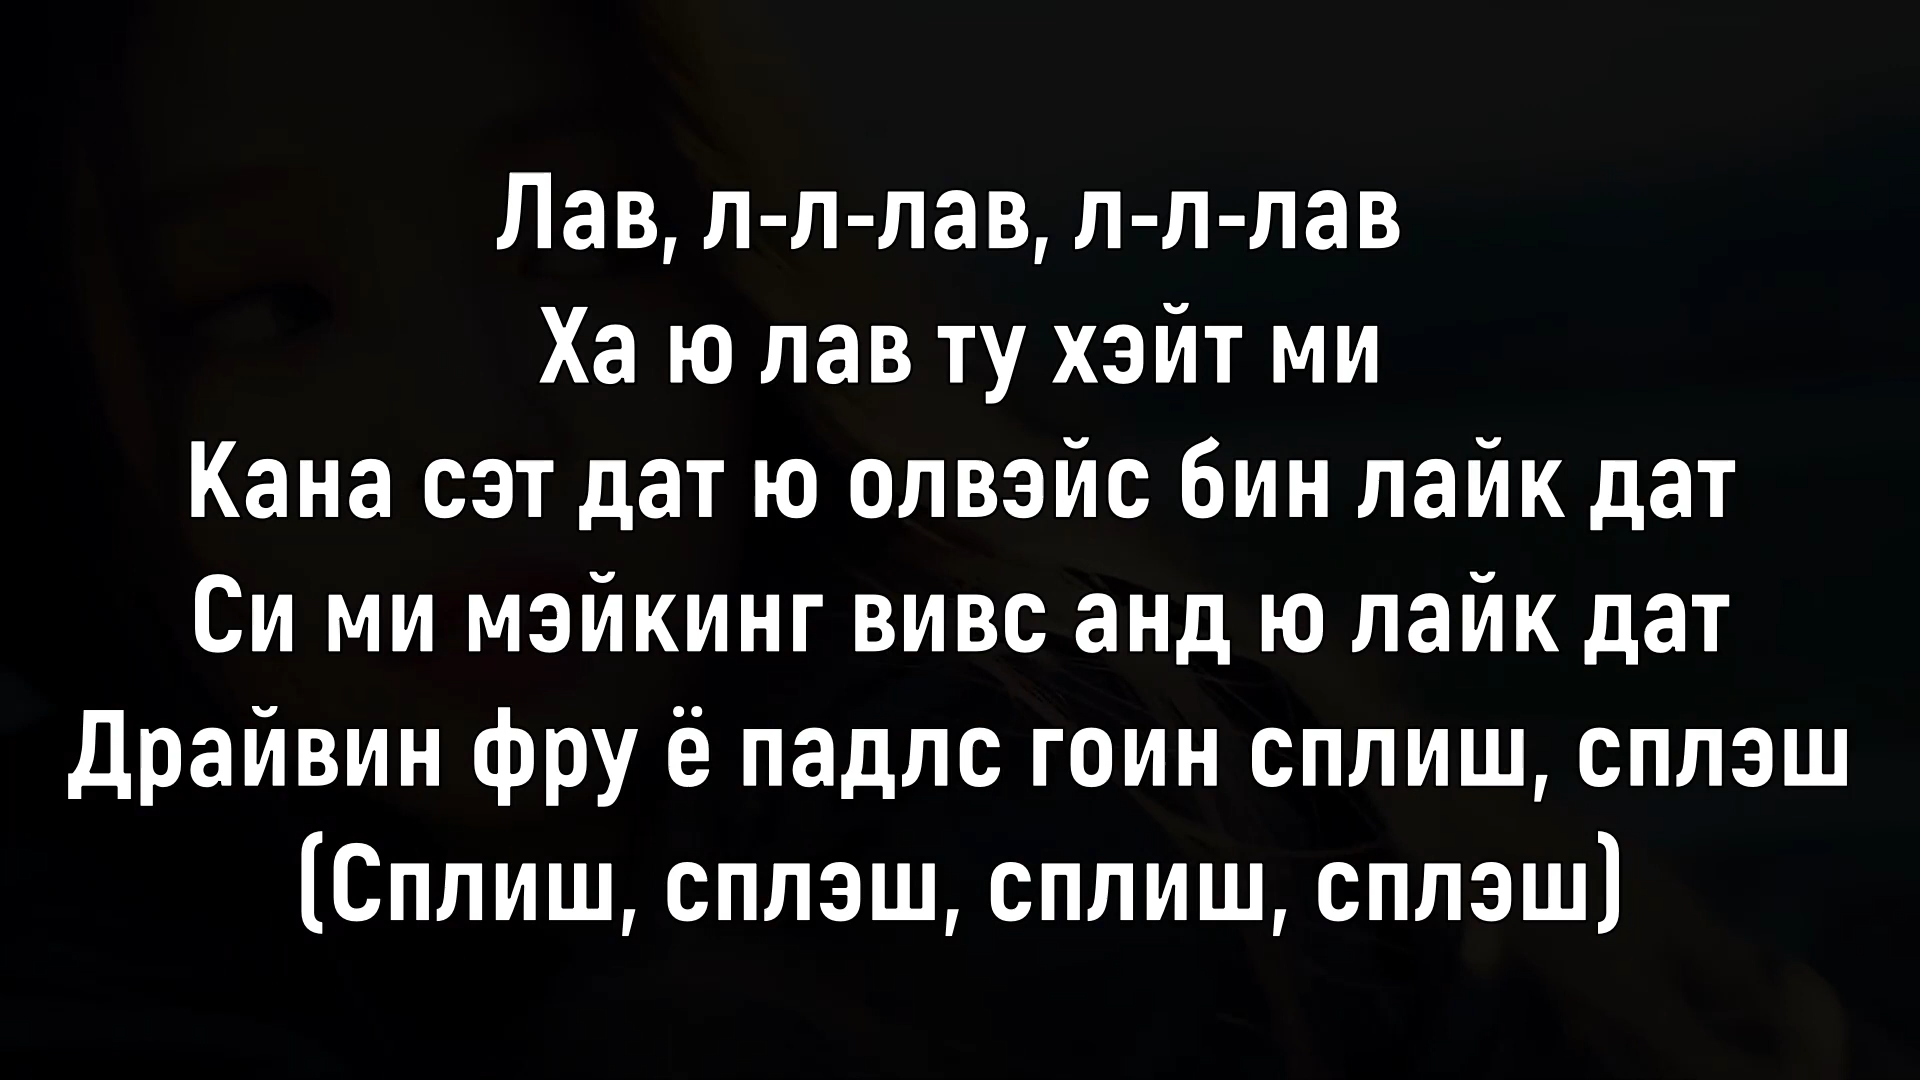 Лав, л-л-лав, л-л-лав
Ха ю лав ту хэйт ми
Кана сэт дат ю олвэйс бин лайк дат
Си ми мэйкинг вивс анд ю лайк дат
Драйвин фру ё падлс гоин сплиш, сплэш
(Сплиш, сплэш, сплиш, сплэш)